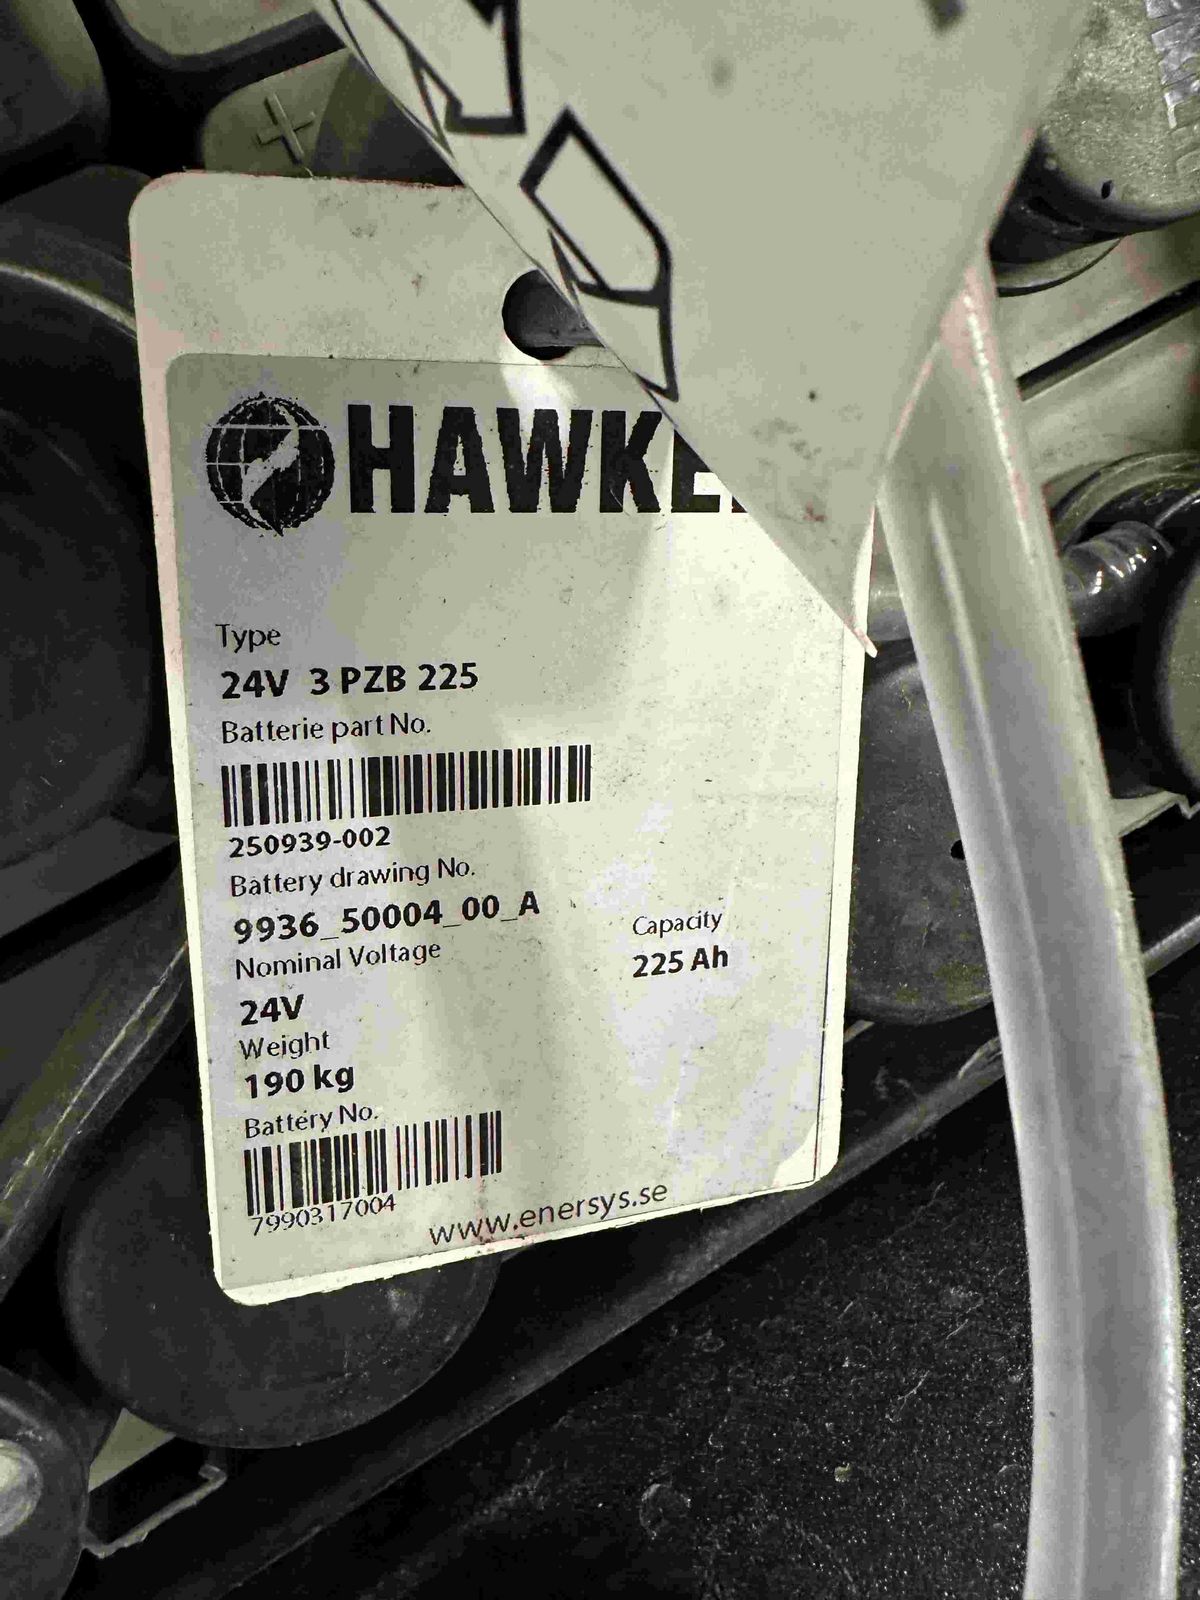 HAWKE
Type
24V 3 PZB 225
Batterie part No.
250939-002
Battery drawing No.
9936_50004_00_A
Nominal Voltage
24V
Capacity
225 Ah
Weight
190 kg
Battery No.
7990317004
www.enersys.se